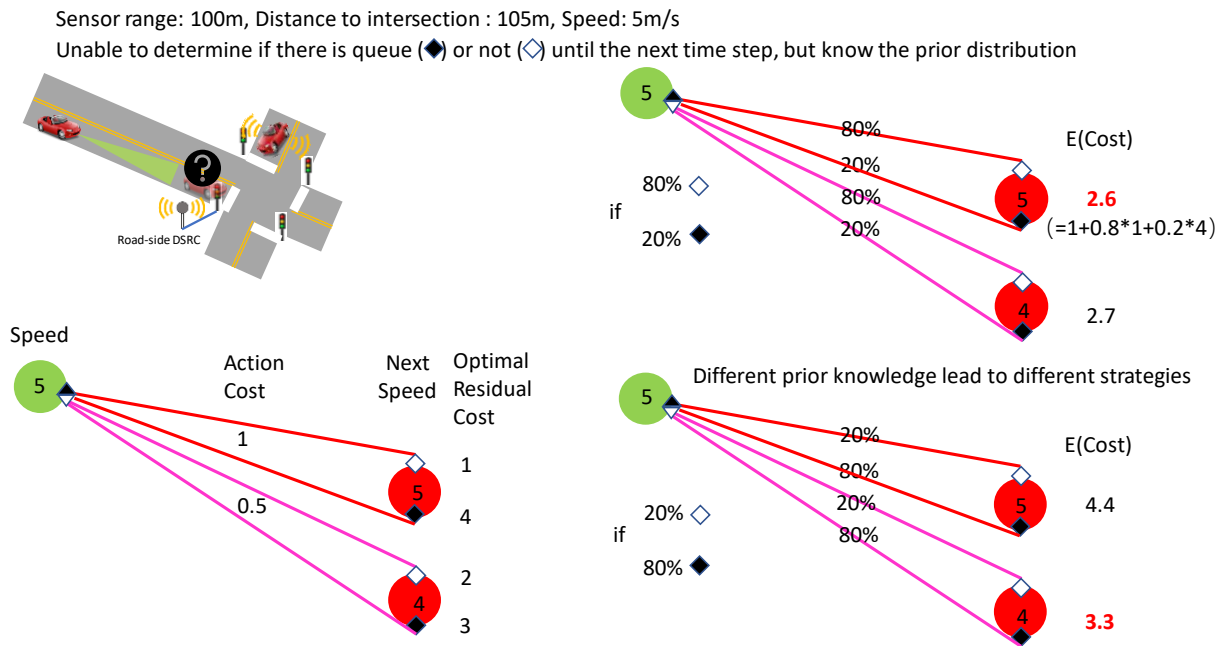 Sensor range: 100m, Distance to intersection : 105m, Speed: 5m/s
Unable to determine if there is queue (◆) or not (◇) until the next time step, but know the prior distribution
?
Road-side DSRC
5
80%
20%
80%
20%
E(Cost)
if
80% ◇
20% ◆
5
2.6
(=1+0.8*1+0.2*4)
4
2.7
Speed
5
Action
Cost
Next
Speed
Optimal
Residual
Cost
1
0.5
5
1
4
4
2
3
Different prior knowledge lead to different strategies
5
20%
80%
20%
80%
E(Cost)
if
20% ◇
80% ◆
5
4.4
4
3.3